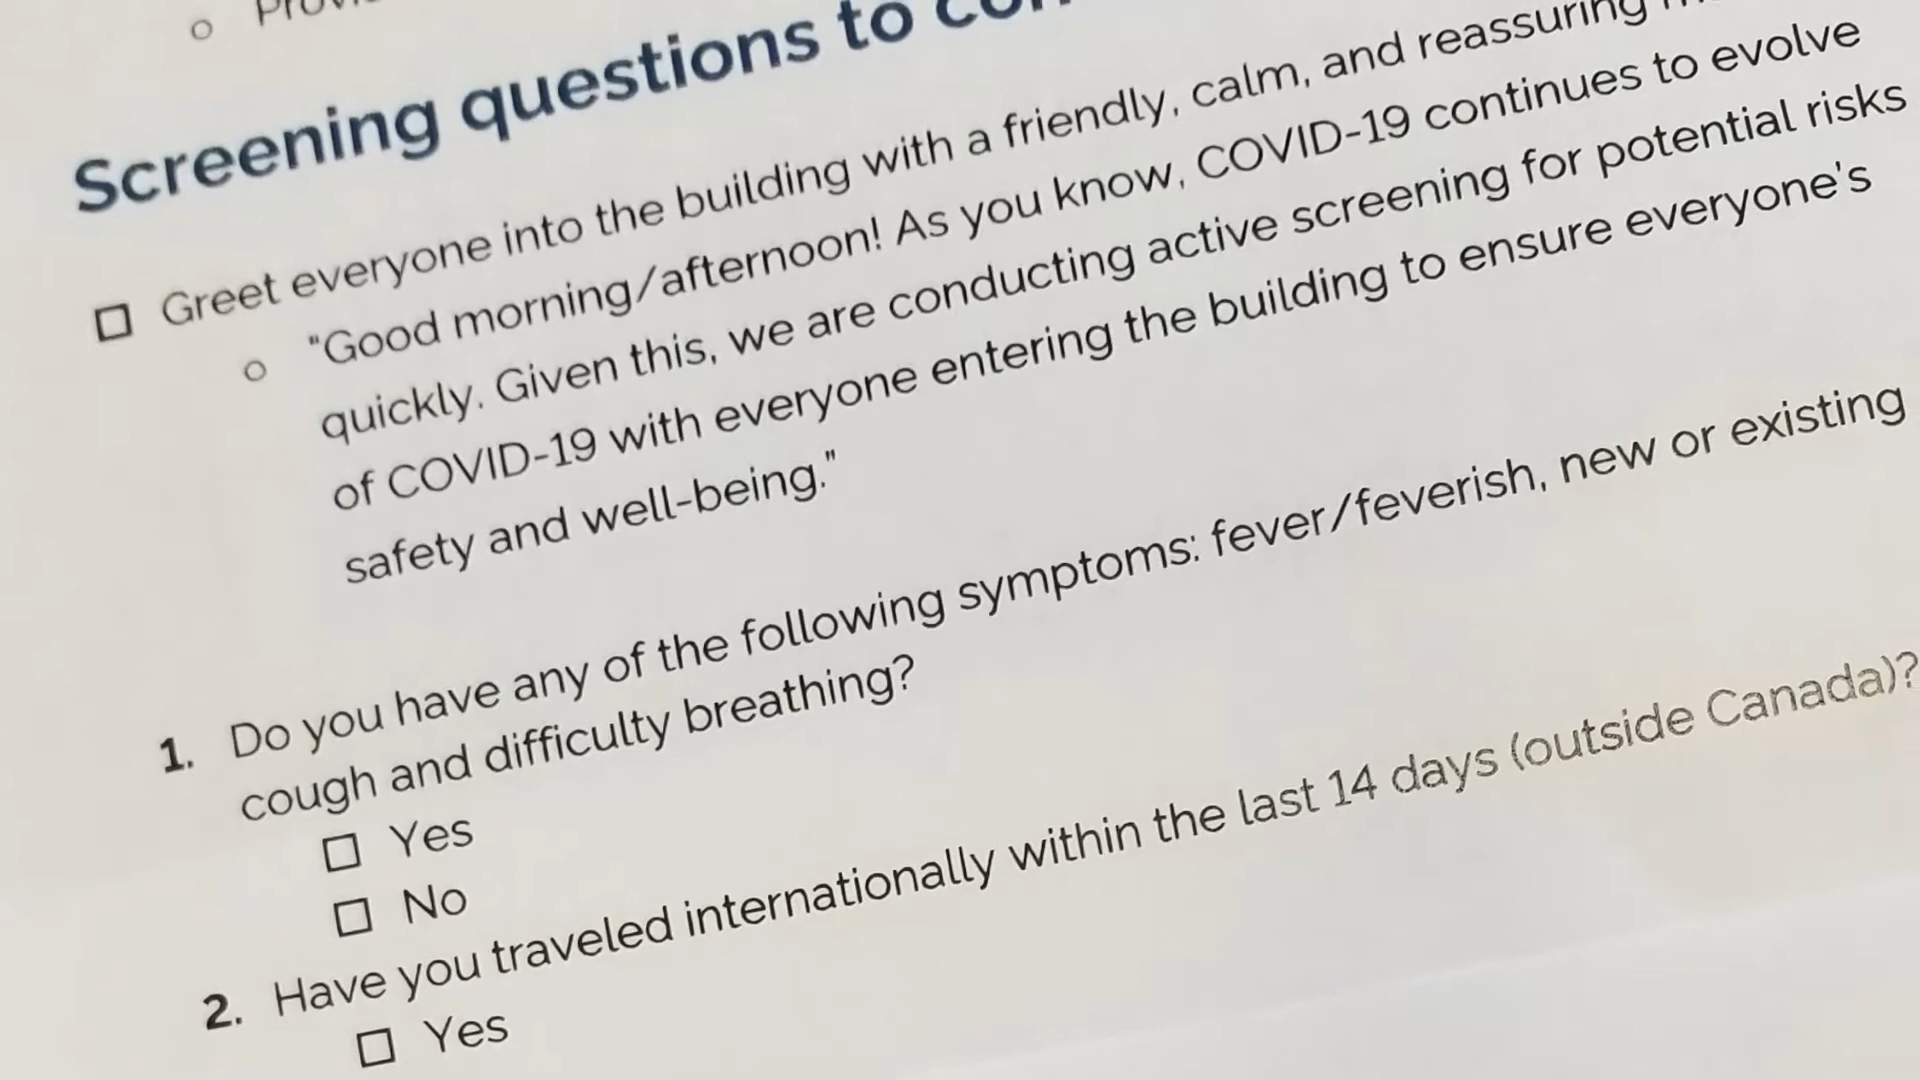 Screening questions to
Greet everyone into the building with a friendly, calm, and reassuring
"Good morning/afternoon! As you know, COVID-19 continues to evolve
quickly. Given this, we are conducting active screening for potential risks
of COVID-19 with everyone entering the building to ensure everyone's
safety and well-being."
1. Do you have any of the following symptoms: fever/feverish, new or existing
cough and difficulty breathing?
Yes
No
2. Have you traveled internationally within the last 14 days (outside Canada)?
Yes